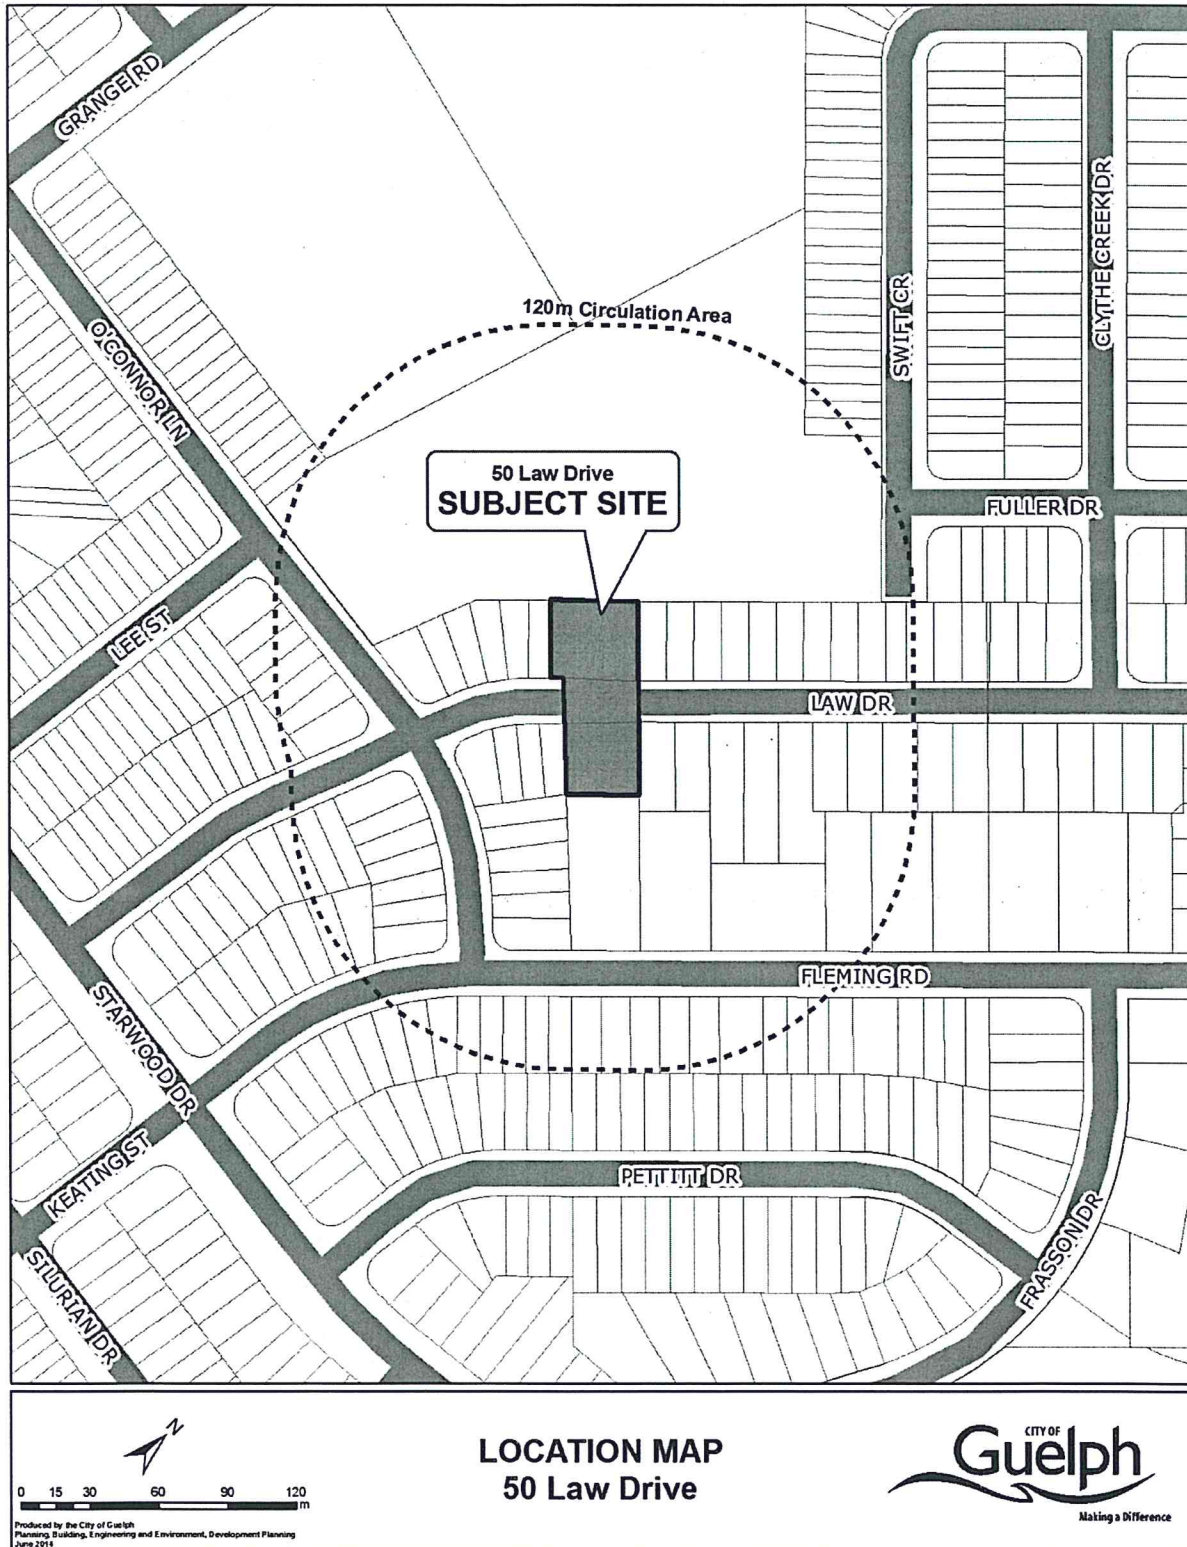 GRANGE RD
O'CONNOR LN
120m Circulation Area
SWIFT CR
CLYTHE CREEK DR
50 Law Drive
SUBJECT SITE
FULLER DR
LEE ST
LAW DR
FLEMING RD
STARWOOD DR
KEATING ST
PETTITT DR
SILURIAN DR
FRASSON DR
N
0 15 30 60 90 120
m
Produced by the City of Guelph
Planning, Building, Engineering and Environment, Development Planning
June 2014
LOCATION MAP
50 Law Drive
CITY OF
Guelph
Making a Difference